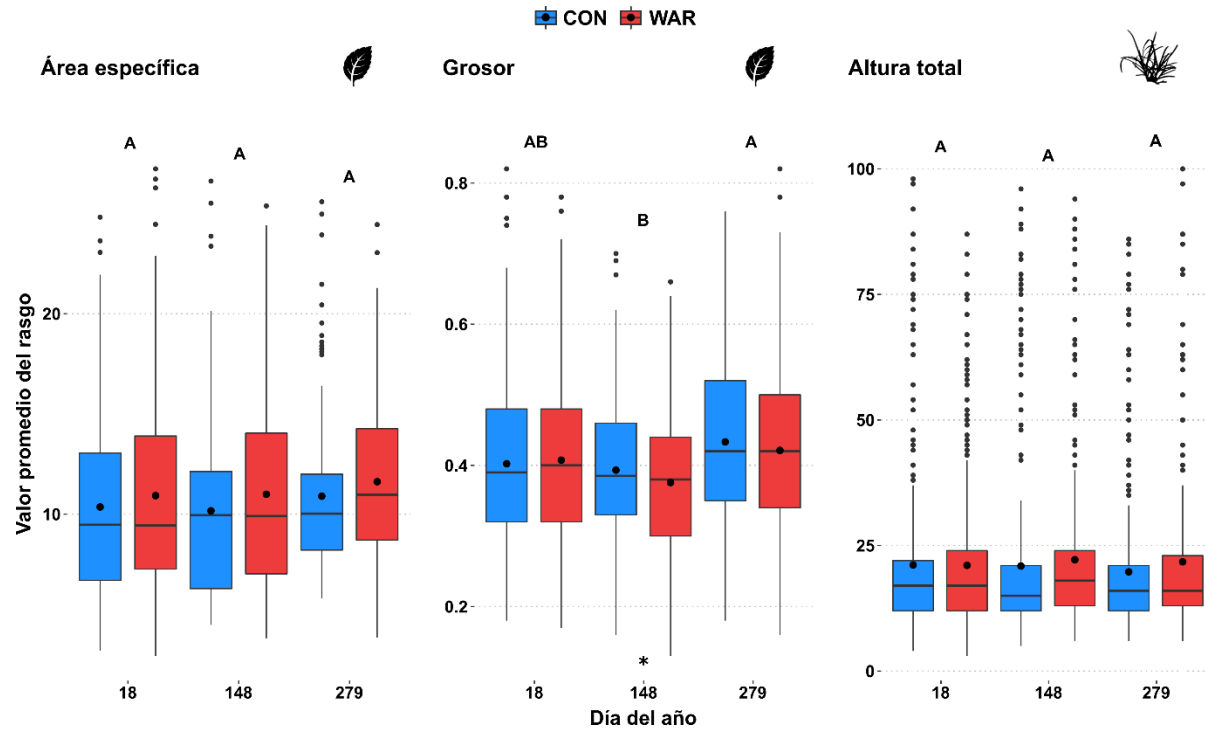 CON WAR
Área específica
Grosor
Altura total
Valor promedio del rasgo
A
A
A
20
10
18 148 279
AB
B
A
0.8
0.6
0.4
0.2
*
18 148 279
A
A
A
100
75
50
25
0
18 148 279
Día del año